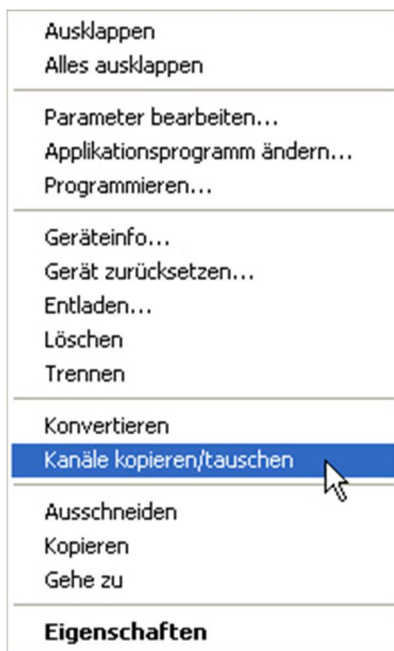 Ausklappen
Alles ausklappen
Parameter bearbeiten...
Applikationsprogramm ändern...
Programmieren...
Geräteinfo...
Gerät zurücksetzen...
Entladen...
Löschen
Trennen
Konvertieren
Kanäle kopieren/tauschen
Ausschneiden
Kopieren
Gehe zu
Eigenschaften